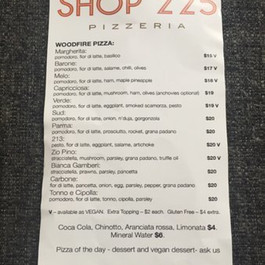 SHOP 225
PIZZERIA
WOODFIRE PIZZA:
Margherita:
pomodoro, fior di latte, basilico $15 V
Barone:
pomodoro, fior di latte, salame, chilli, olives $17 V
Maio:
pomodoro, fior di latte, ham, maple pineapple $18 V
Capricciosa:
pomodoro, fior di latte, mushroom, ham, olives (anchovies optional) $19
Verde:
pomodoro, fior di latte, eggplant, smoked scamorza, pesto $19 V
Sud:
pomodoro, fior di latte, onion, n'duja, gorgonzola $20
Parma:
pomodoro, fior di latte, prosciutto, rocket, grana padano $20
213:
pesto, fior di latte, eggplant, salame, artichoke $20 V
Zio Pino:
stracciatella, mushroom, parsley, grana padano, truffle oil $20 V
Bianca Gamberi:
stracciatella, prawns, parsley, pancetta $20
Carbone:
fior di latte, pancetta, onion, egg, parsley, pepper, grana padano $20
Tonno e Cipolla:
pomodoro, fior di latte, tonno, cipolla, parsley $20
V – available as VEGAN. Extra Topping – $2 each. Gluten Free – $4 extra.
Coca Cola, Chinotto, Aranciata rossa, Limonata $4.
Mineral Water $6.
Pizza of the day - dessert and vegan dessert- ask us